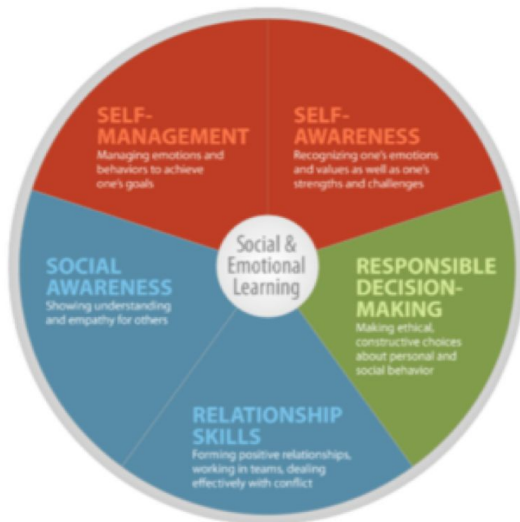 SELF-
MANAGEMENT
Managing emotions and
behaviors to achieve
one's goals
SELF-
AWARENESS
Recognizing one's emotions
and values as well as one's
strengths and challenges
Social &
Emotional
Learning
SOCIAL
AWARENESS
Showing understanding
and empathy for others
RESPONSIBLE
DECISION-
MAKING
Making ethical,
constructive choices
about personal and
social behavior
RELATIONSHIP
SKILLS
Forming positive relationships,
working in teams, dealing
effectively with conflict